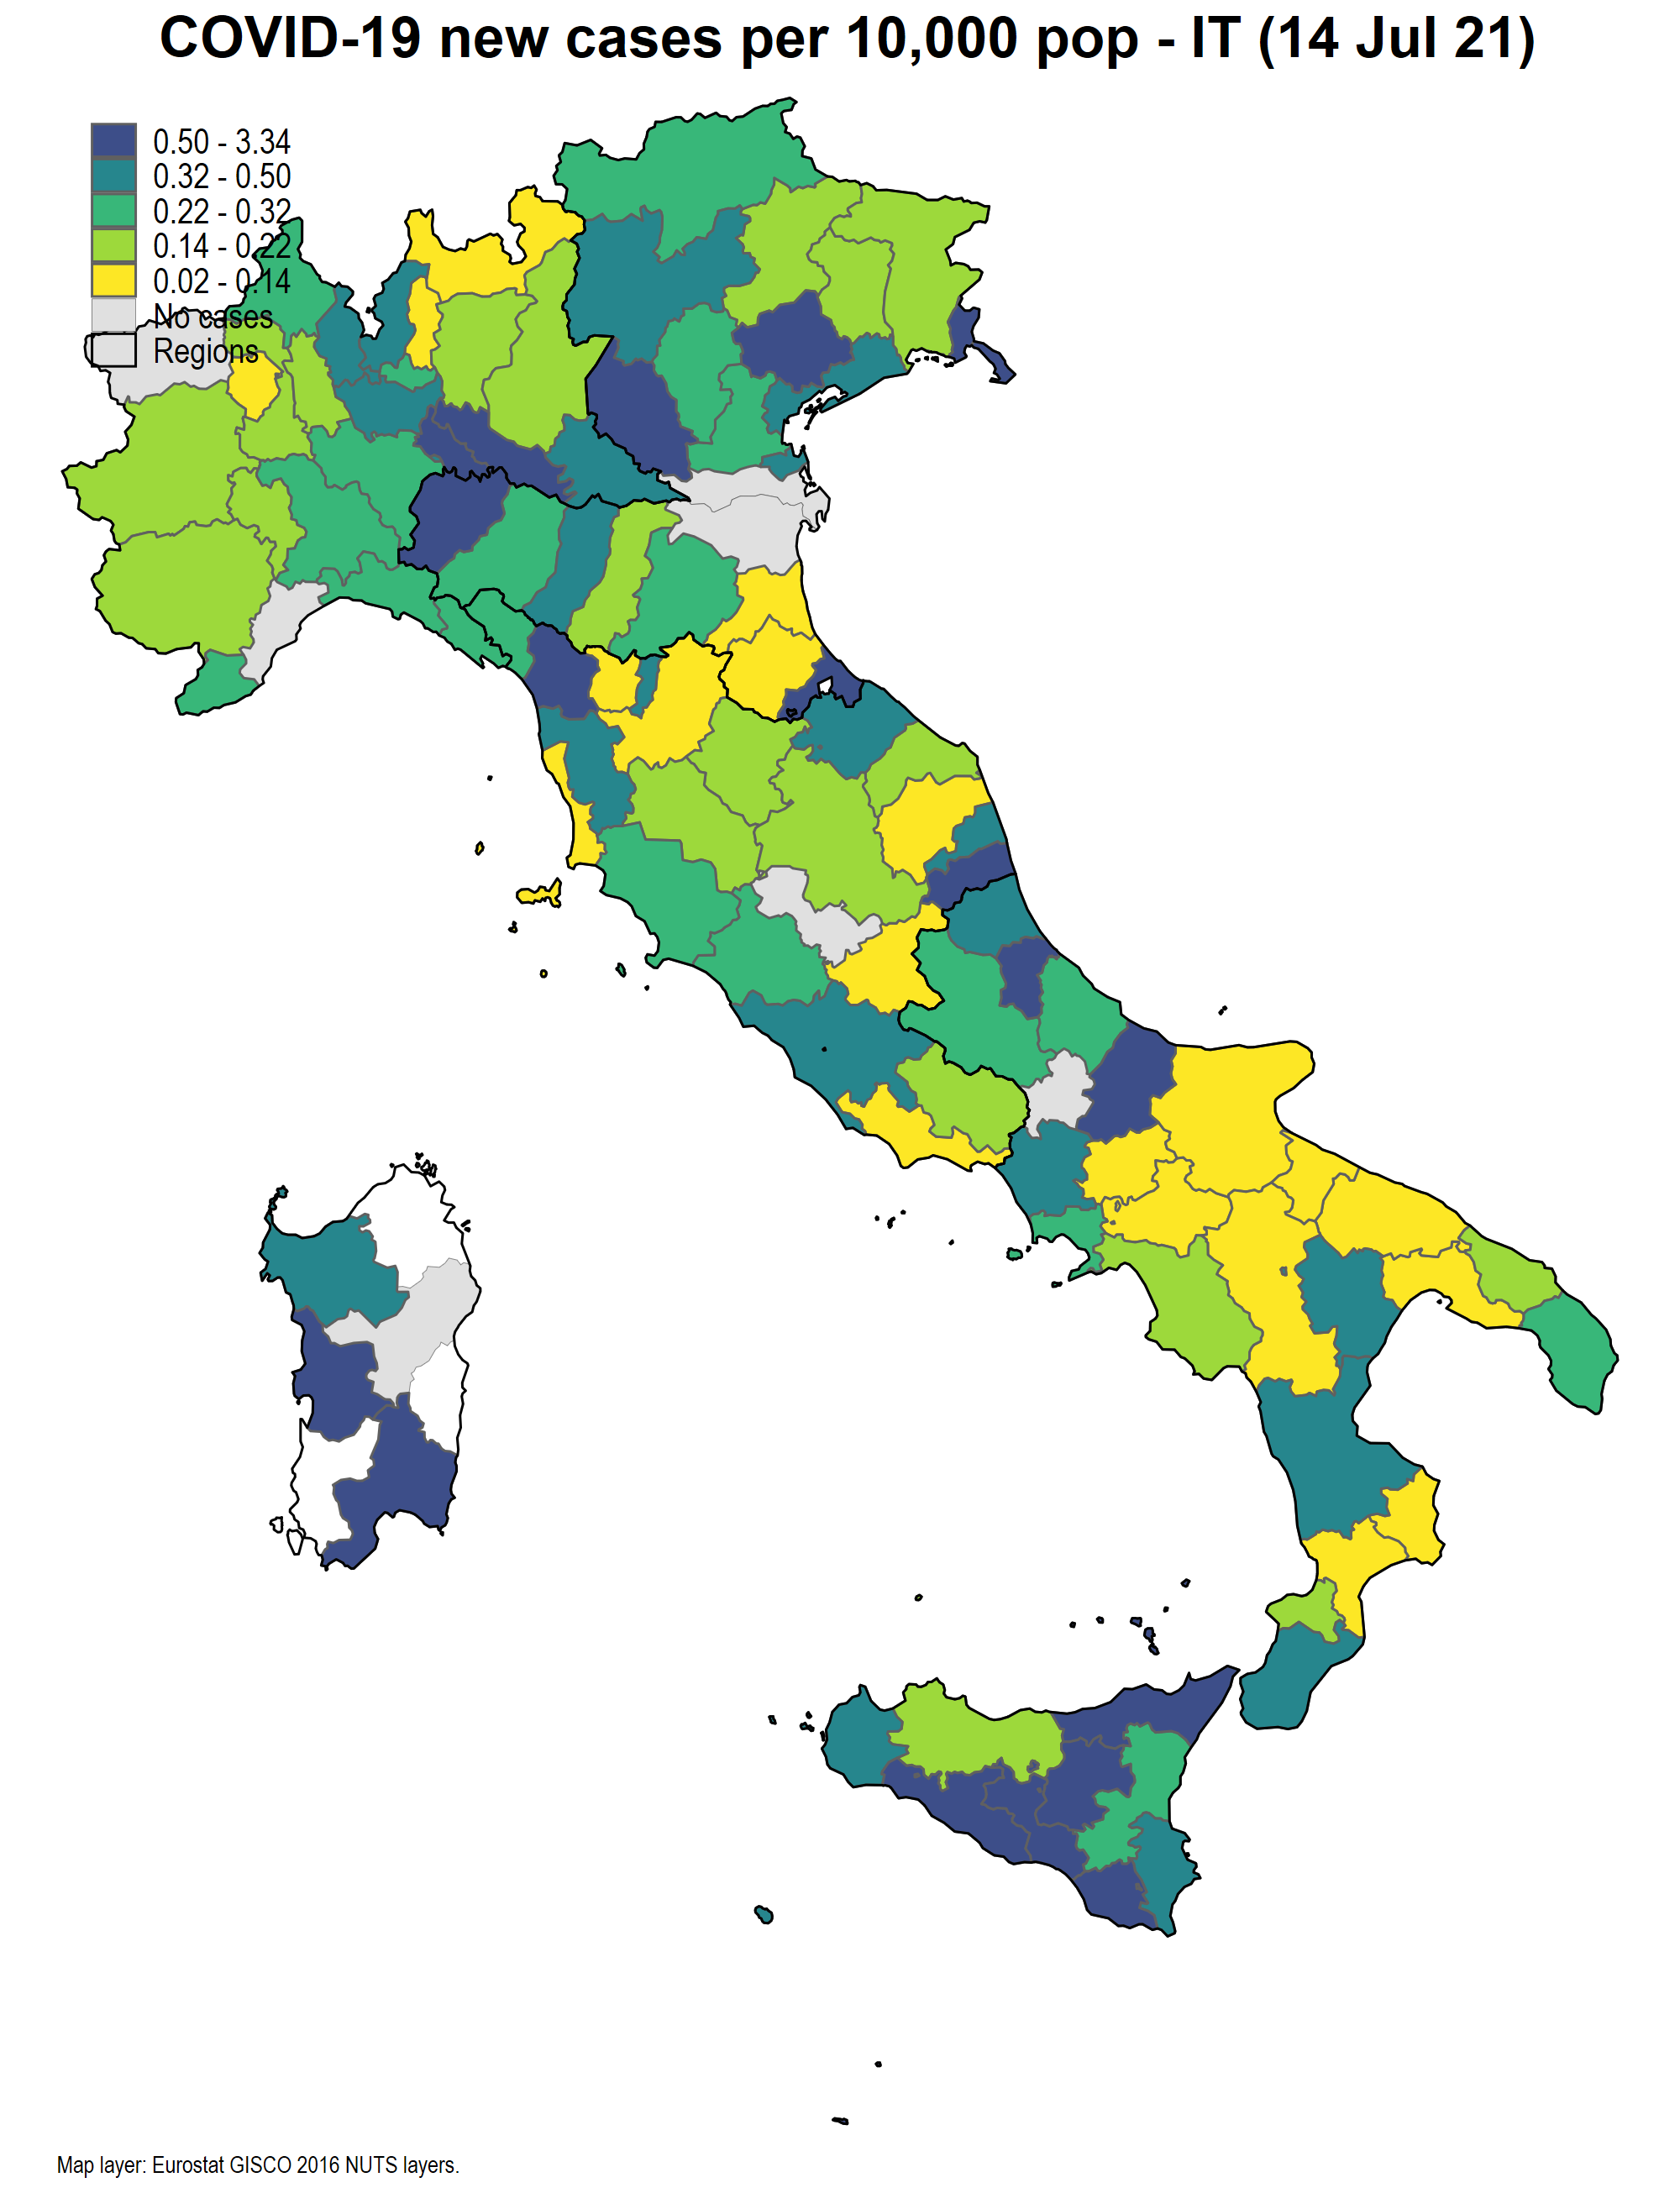 COVID-19 new cases per 10,000 pop - IT (14 Jul 21)
0.50 - 3.34
0.32 - 0.50
0.22 - 0.32
0.14 - 0.22
0.02 - 0.14
No cases
Regions
Map layer: Eurostat GISCO 2016 NUTS layers.